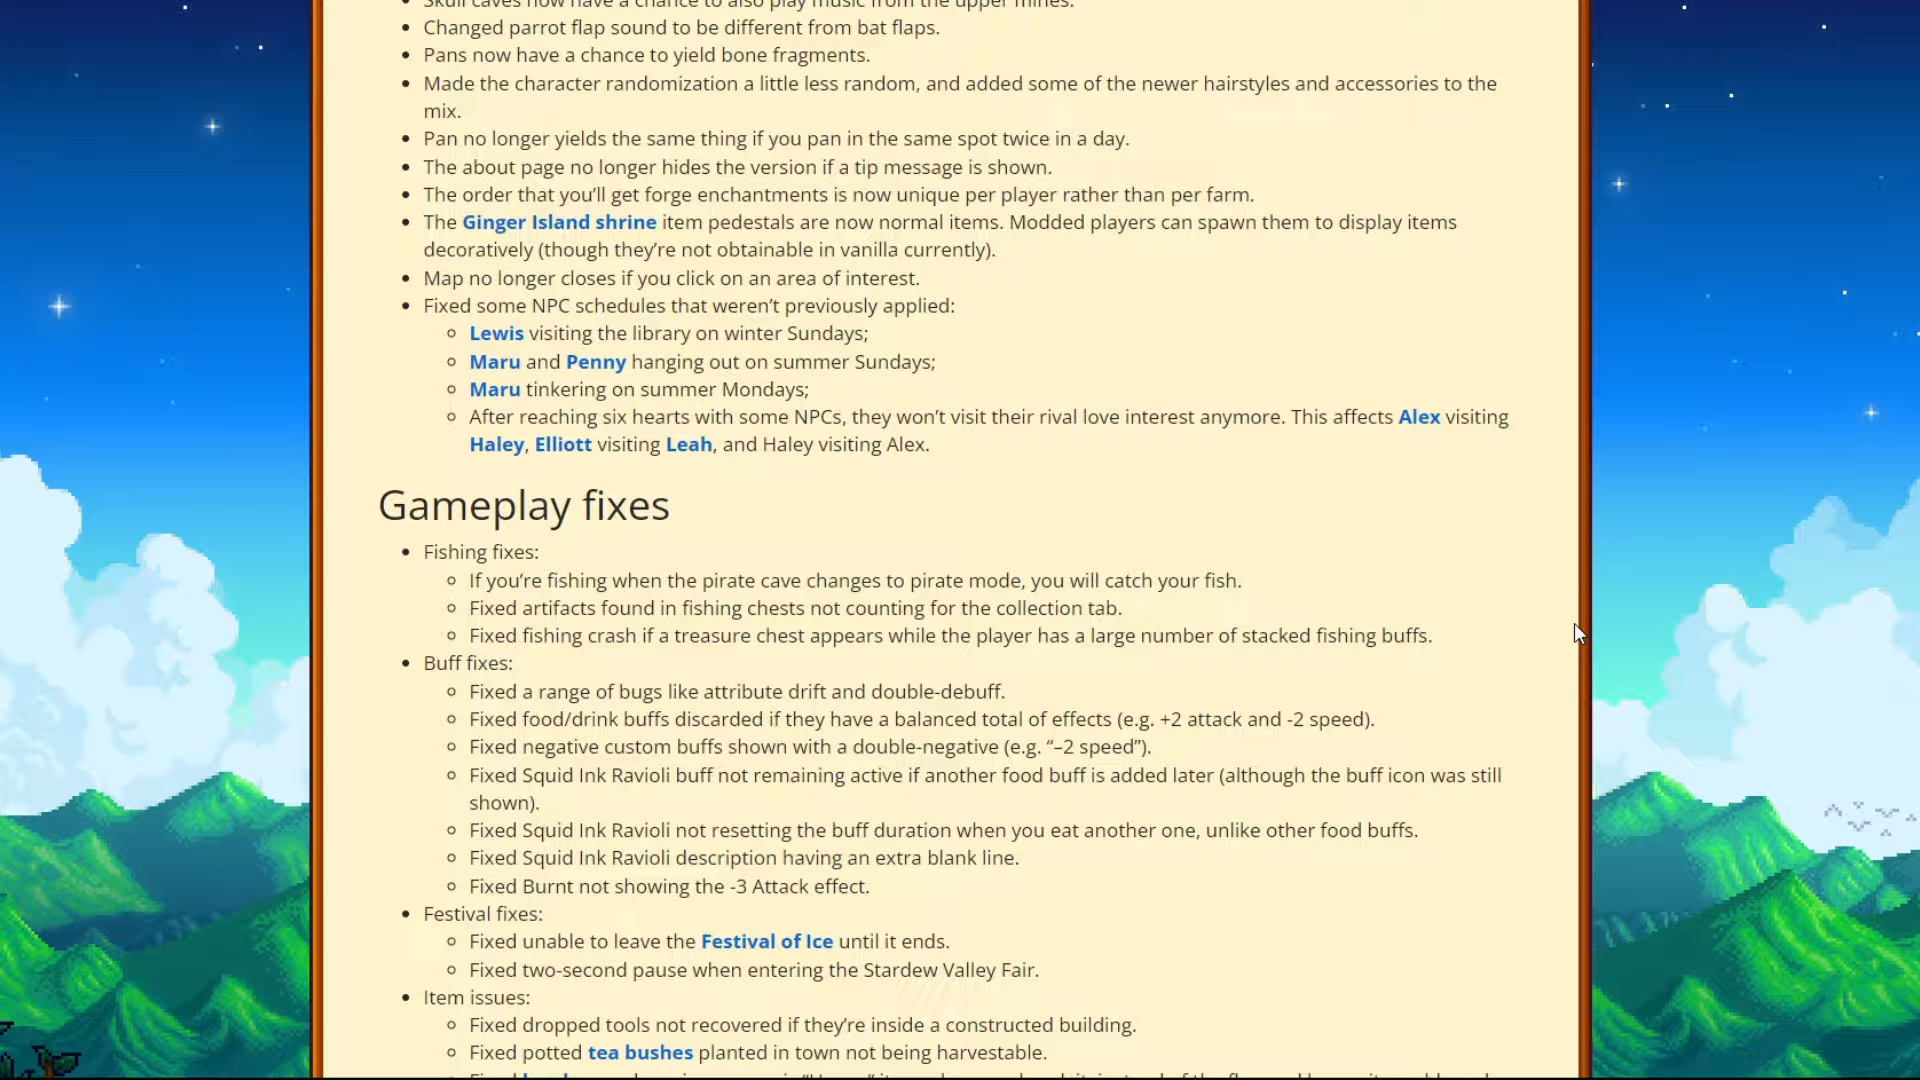 Skull caves now have a chance to also play music from the upper mines.
Changed parrot flap sound to be different from bat flaps.
Pans now have a chance to yield bone fragments.
Made the character randomization a little less random, and added some of the newer hairstyles and accessories to the
mix.
Pan no longer yields the same thing if you pan in the same spot twice in a day.
The about page no longer hides the version if a tip message is shown.
The order that you’ll get forge enchantments is now unique per player rather than per farm.
The Ginger Island shrine item pedestals are now normal items. Modded players can spawn them to display items
decoratively (though they’re not obtainable in vanilla currently).
Map no longer closes if you click on an area of interest.
Fixed some NPC schedules that weren’t previously applied:
Lewis visiting the library on winter Sundays;
Maru and Penny hanging out on summer Sundays;
Maru tinkering on summer Mondays;
After reaching six hearts with some NPCs, they won’t visit their rival love interest anymore. This affects Alex visiting
Haley, Elliott visiting Leah, and Haley visiting Alex.
Gameplay fixes
Fishing fixes:
If you’re fishing when the pirate cave changes to pirate mode, you will catch your fish.
Fixed artifacts found in fishing chests not counting for the collection tab.
Fixed fishing crash if a treasure chest appears while the player has a large number of stacked fishing buffs.
Buff fixes:
Fixed a range of bugs like attribute drift and double-debuff.
Fixed food/drink buffs discarded if they have a balanced total of effects (e.g. +2 attack and -2 speed).
Fixed negative custom buffs shown with a double-negative (e.g. “–2 speed”).
Fixed Squid Ink Ravioli buff not remaining active if another food buff is added later (although the buff icon was still
shown).
Fixed Squid Ink Ravioli not resetting the buff duration when you eat another one, unlike other food buffs.
Fixed Squid Ink Ravioli description having an extra blank line.
Fixed Burnt not showing the -3 Attack effect.
Festival fixes:
Fixed unable to leave the Festival of Ice until it ends.
Fixed two-second pause when entering the Stardew Valley Fair.
Item issues:
Fixed dropped tools not recovered if they’re inside a constructed building.
Fixed potted tea bushes planted in town not being harvestable.